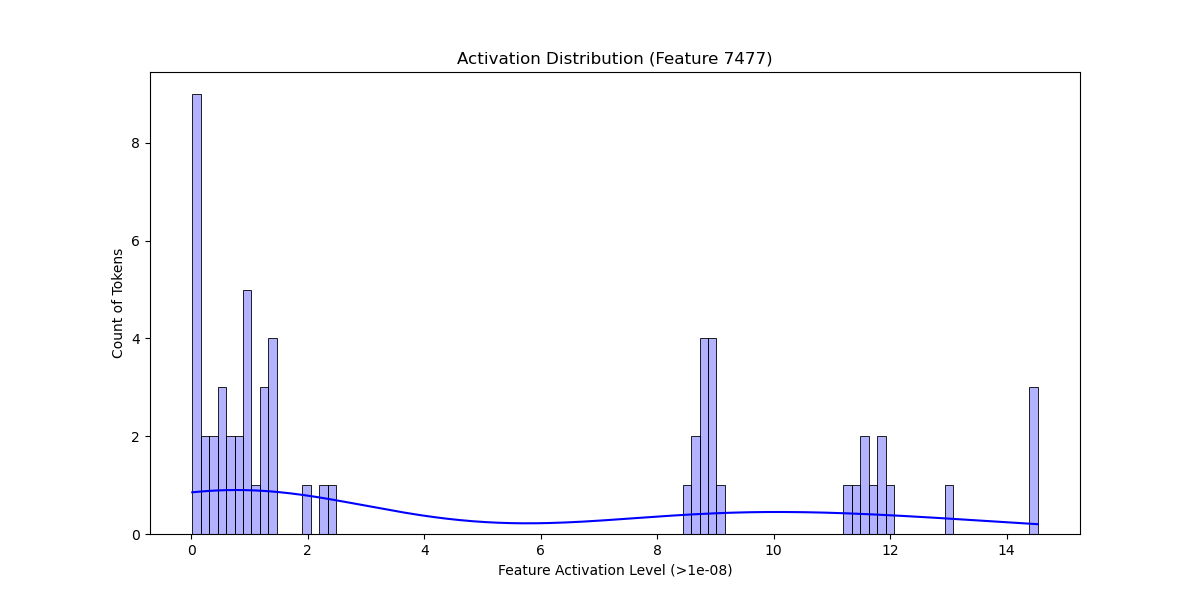 Activation Distribution (Feature 7477)
Count of Tokens
8
6
4
2
0
0 2 4 6 8 10 12 14
Feature Activation Level (>1e-08)